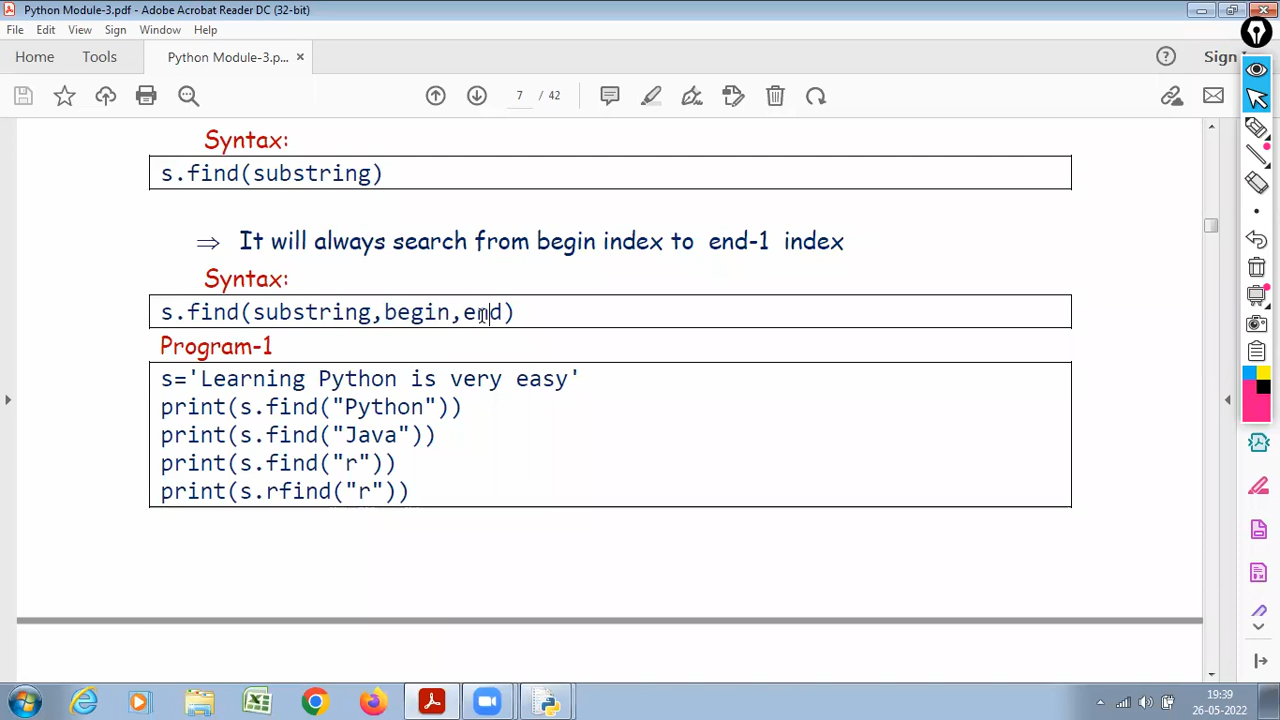 Python Module-3.pdf - Adobe Acrobat Reader DC (32-bit)
File Edit View Sign Window Help
Home Tools Python Module-3.p... × Sign
7 / 42
Syntax:
s.find(substring)
⇒ It will always search from begin index to end-1 index
Syntax:
s.find(substring,begin,end)
Program-1
s='Learning Python is very easy'
print(s.find("Python"))
print(s.find("Java"))
print(s.find("r"))
print(s.rfind("r"))
19:39
26-05-2022